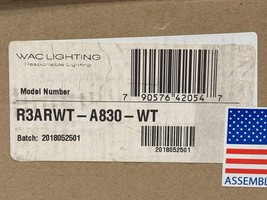 WAC LIGHTING
Responsible Lighting
Model Number
7 90576 42054 7
R3ARWT-A830-WT
Batch: 2018052501
2018052501
ASSEMBL